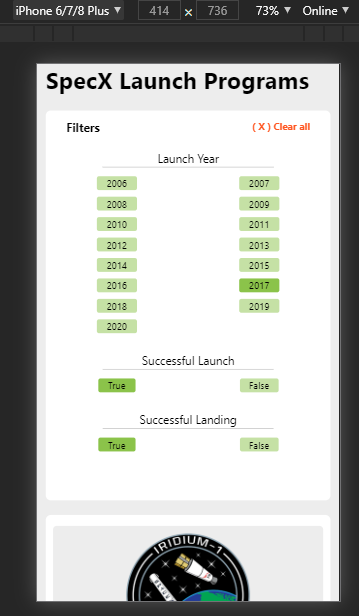 iPhone 6/7/8 Plus ▼ 414 × 736 73% ▼ Online ▼
SpecX Launch Programs
Filters ( X ) Clear all
Launch Year
2006 2007
2008 2009
2010 2011
2012 2013
2014 2015
2016 2017
2018 2019
2020
Successful Launch
True False
Successful Landing
True False
IRIDIUM-1